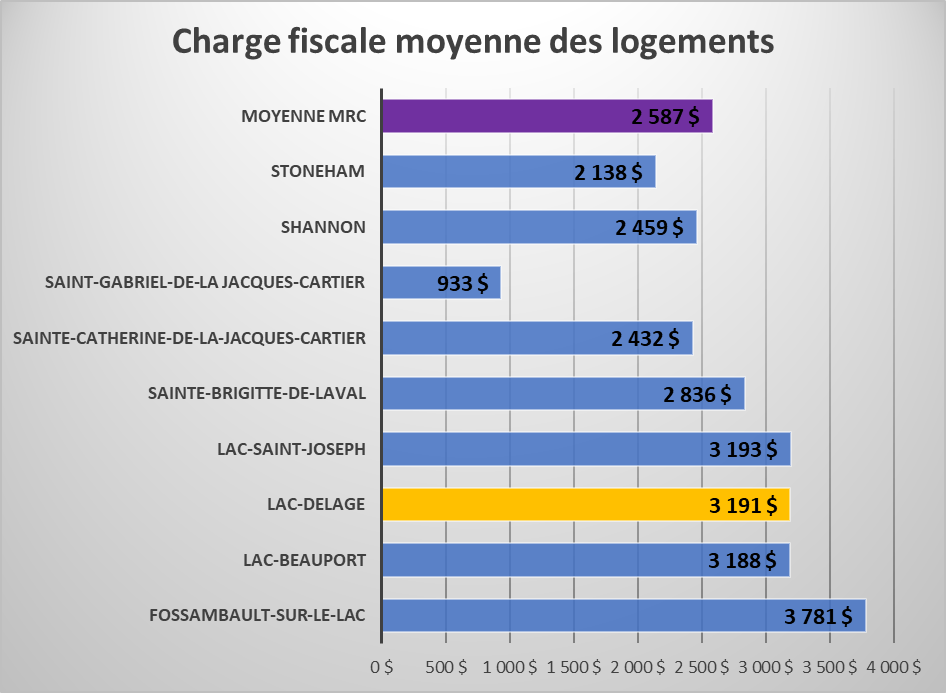 Charge fiscale moyenne des logements
MOYENNE MRC 2 587 $
STONEHAM 2 138 $
SHANNON 2 459 $
SAINT-GABRIEL-DE-LA JACQUES-CARTIER 933 $
SAINTE-CATHERINE-DE-LA-JACQUES-CARTIER 2 432 $
SAINTE-BRIGITTE-DE-LAVAL 2 836 $
LAC-SAINT-JOSEPH 3 193 $
LAC-DELAGE 3 191 $
LAC-BEAUPORT 3 188 $
FOSSAMBAULT-SUR-LE-LAC 3 781 $
0 $ 500 $ 1 000 $ 1 500 $ 2 000 $ 2 500 $ 3 000 $ 3 500 $ 4 000 $